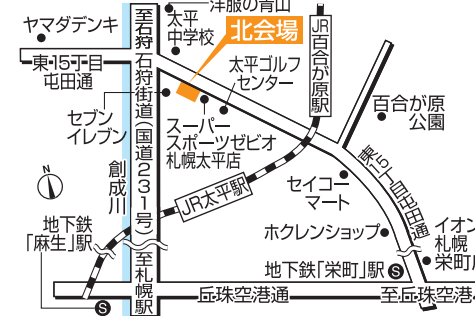 洋服の青山
ヤマダデンキ
至石狩
太平
中学校
北会場
JR百合が原駅
東15丁目
屯田通
石狩街道(国道231号)
太平ゴルフ
センター
百合が原
公園
セブン
イレブン
スーパー
スポーツゼビオ
札幌太平店
創成川
N
東15丁目屯田通
セイコー
マート
JR太平駅
地下鉄
「麻生」駅
ホクレンショップ
イオン
札幌
栄町
至札幌駅
地下鉄「栄町」駅
S
丘珠空港通
至丘珠空港
S